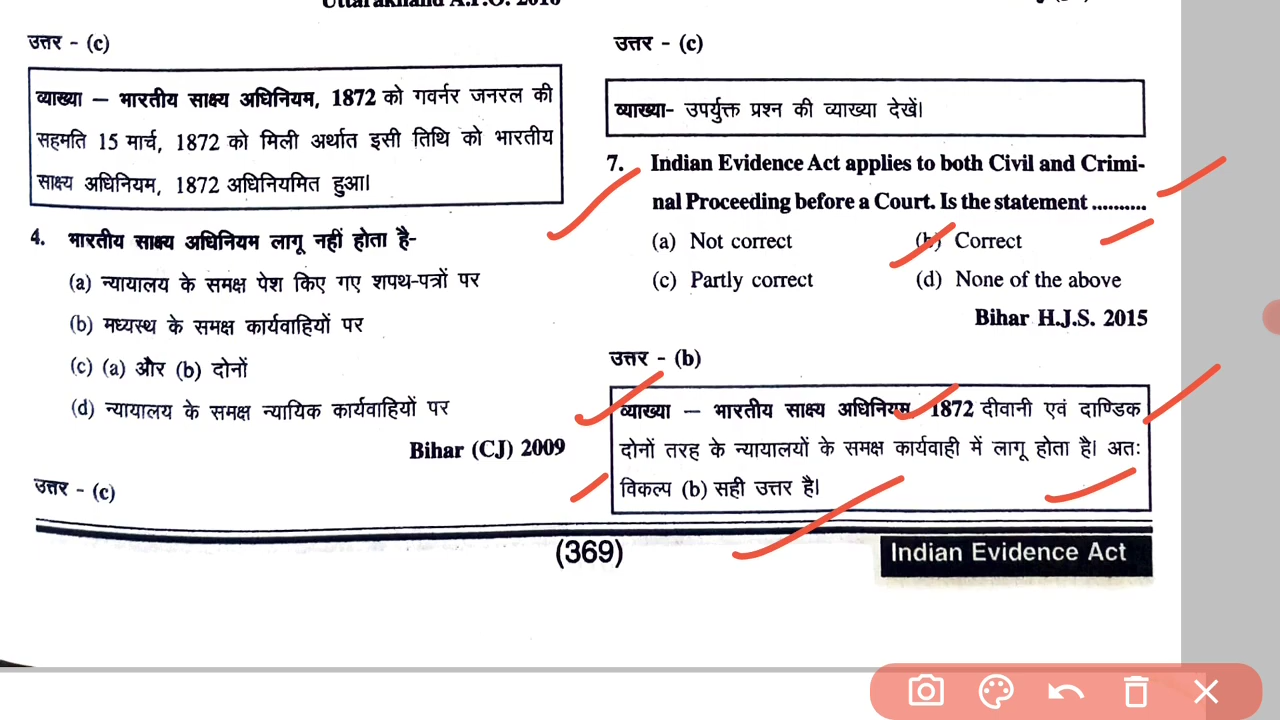 Uttarakhand A.P.O. 2010
उत्तर - (c)
व्याख्या – भारतीय साक्ष्य अधिनियम, 1872 को गवर्नर जनरल की
सहमति 15 मार्च, 1872 को मिली अर्थात इसी तिथि को भारतीय
साक्ष्य अधिनियम, 1872 अधिनियमित हुआ।
4. भारतीय साक्ष्य अधिनियम लागू नहीं होता है-
(a) न्यायालय के समक्ष पेश किए गए शपथ-पत्रों पर
(b) मध्यस्थ के समक्ष कार्यवाहियों पर
(c) (a) और (b) दोनों
(d) न्यायालय के समक्ष न्यायिक कार्यवाहियों पर
Bihar (CJ) 2009
उत्तर - (c)
उत्तर - (c)
व्याख्या- उपर्युक्त प्रश्न की व्याख्या देखें।
7. Indian Evidence Act applies to both Civil and Crimi-
nal Proceeding before a Court. Is the statement ..........
(a) Not correct
(b) Correct
(c) Partly correct
(d) None of the above
Bihar H.J.S. 2015
उत्तर - (b)
व्याख्या – भारतीय साक्ष्य अधिनियम, 1872 दीवानी एवं दाण्डिक
दोनों तरह के न्यायालयों के समक्ष कार्यवाही में लागू होता है। अतः
विकल्प (b) सही उत्तर है।
(369)
Indian Evidence Act